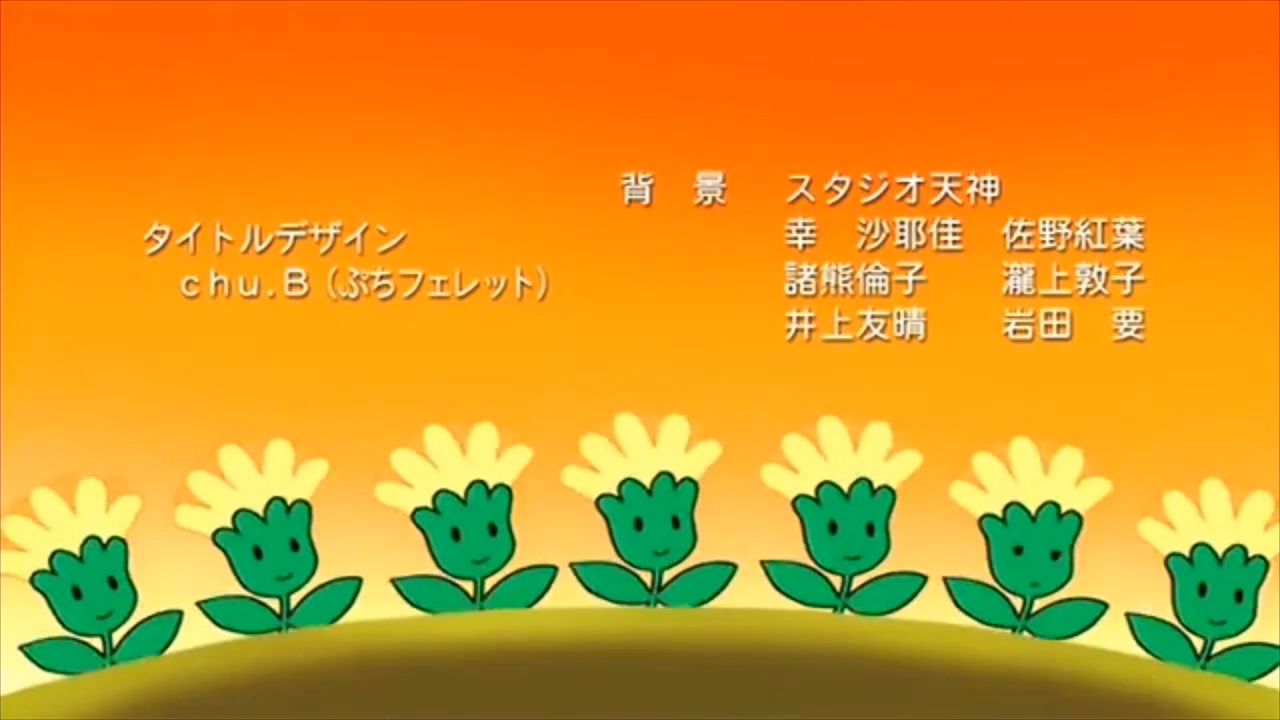 タイトルデザイン
chu.B(ぷちフェレット)
背　景　スタジオ天神
幸　沙耶佳　佐野紅葉
諸熊倫子　瀧上敦子
井上友晴　岩田　要